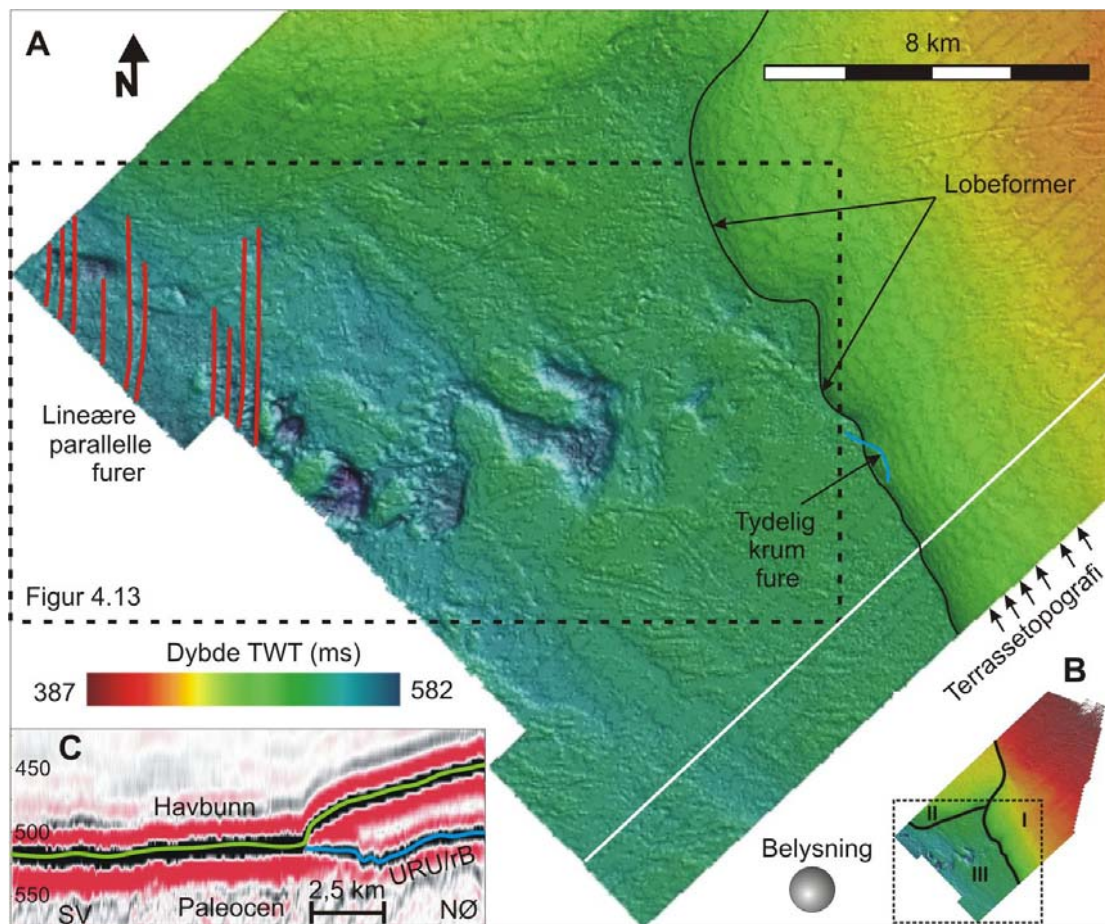 A
N
8 km
Lobeformer
Lineære
parallelle
furer
Tydelig
krum
fure
Figur 4.13
Terrassetopografi
Dybde TWT (ms)
387
582
B
I
II
III
Belysning
C
450
500
550
Havbunn
URU/rB
2,5 km
SV
Paleocen
NØ